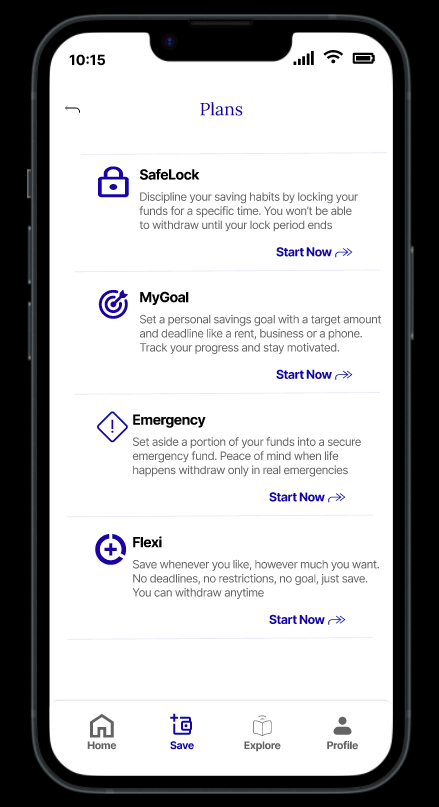 10:15
Plans
SafeLock
Discipline your saving habits by locking your
funds for a specific time. You won't be able
to withdraw until your lock period ends
Start Now
MyGoal
Set a personal savings goal with a target amount
and deadline like a rent, business or a phone.
Track your progress and stay motivated.
Start Now
Emergency
Set aside a portion of your funds into a secure
emergency fund. Peace of mind when life
happens withdraw only in real emergencies
Start Now
Flexi
Save whenever you like, however much you want.
No deadlines, no restrictions, no goal, just save.
You can withdraw anytime
Start Now
Home Save Explore Profile